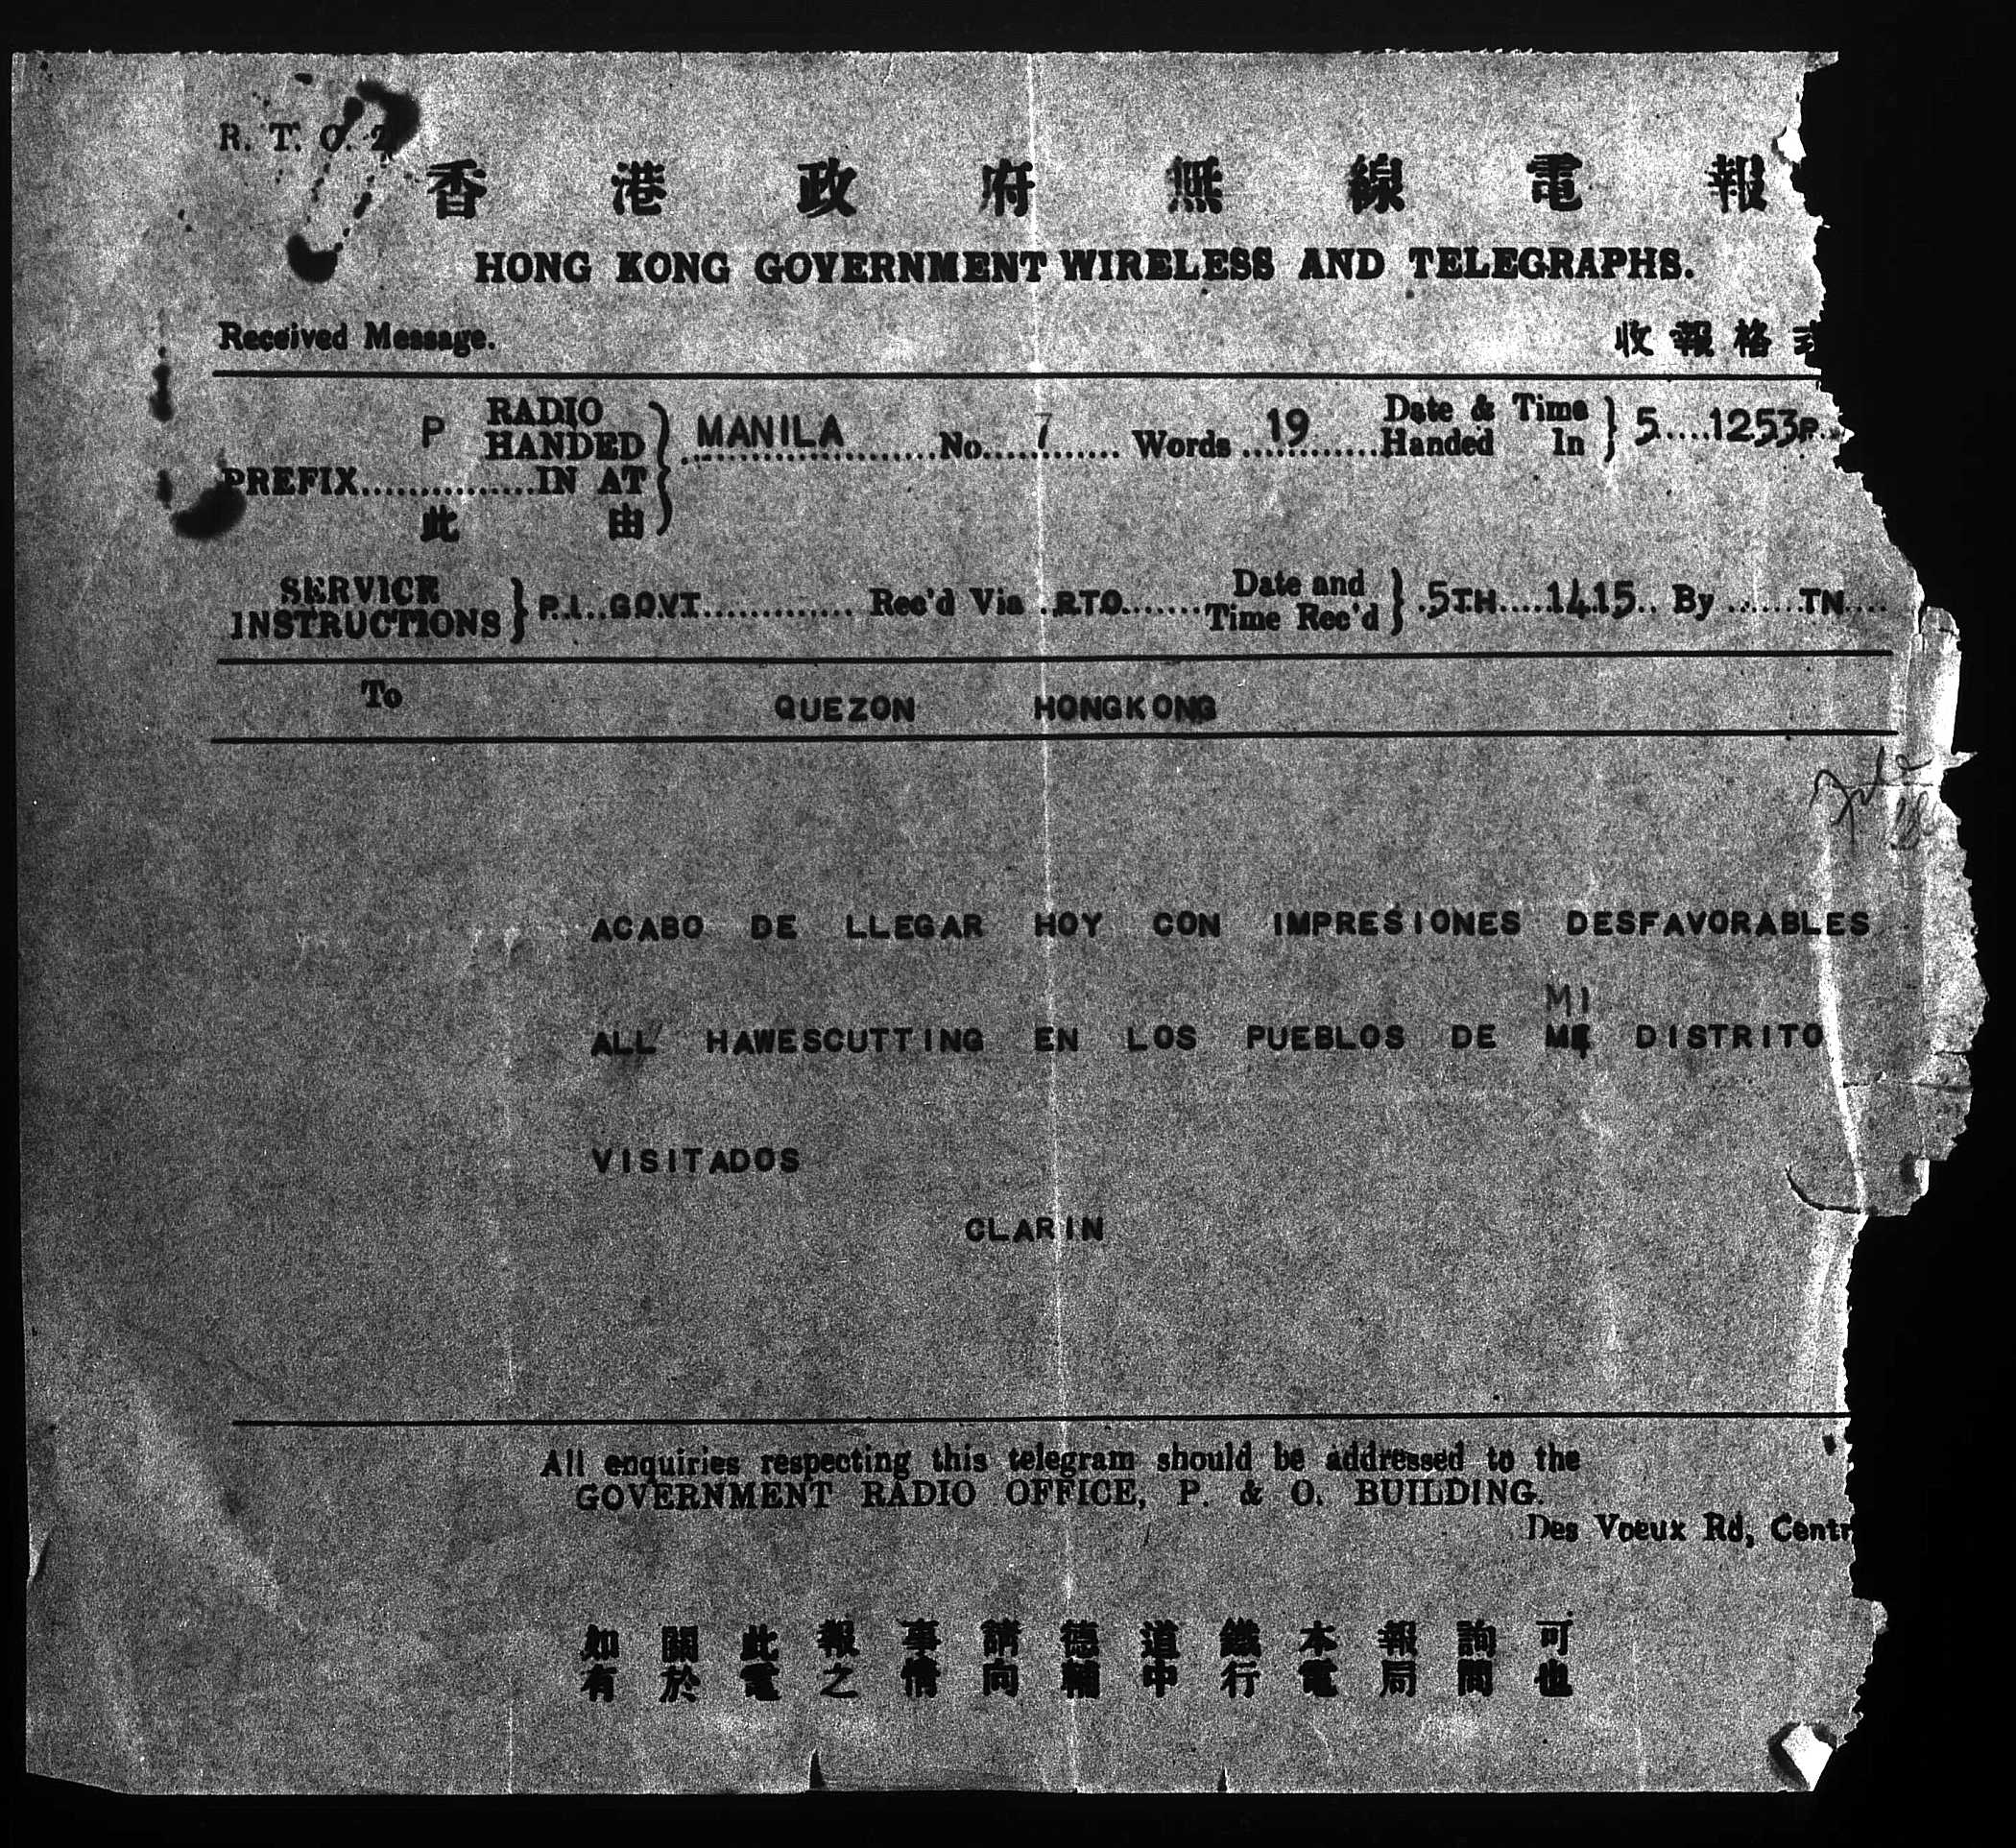 R. T. O. 2
香港政府無線電報
HONG KONG GOVERNMENT WIRELESS AND TELEGRAPHS.
Received Message.
收報格式
PREFIX P RADIO HANDED IN AT MANILA No. 7 Words 19 Date & Time Handed In 5 1253P
此由
SERVICE INSTRUCTIONS P.I. GOVT Rec'd Via RTO Date and Time Rec'd 5TH 1415 By TN
To QUEZON HONGKONG
ACABO DE LLEGAR HOY CON IMPRESIONES DESFAVORABLES
MI
ALL HAWESCUTTING EN LOS PUEBLOS DE DISTRITO
VISITADOS
CLARIN
All enquiries respecting this telegram should be addressed to the
GOVERNMENT RADIO OFFICE, P. & O. BUILDING.
Des Voeux Rd, Centr
如關此報事請德道鐵本報詢可
有於電之情向輔中行電局問也